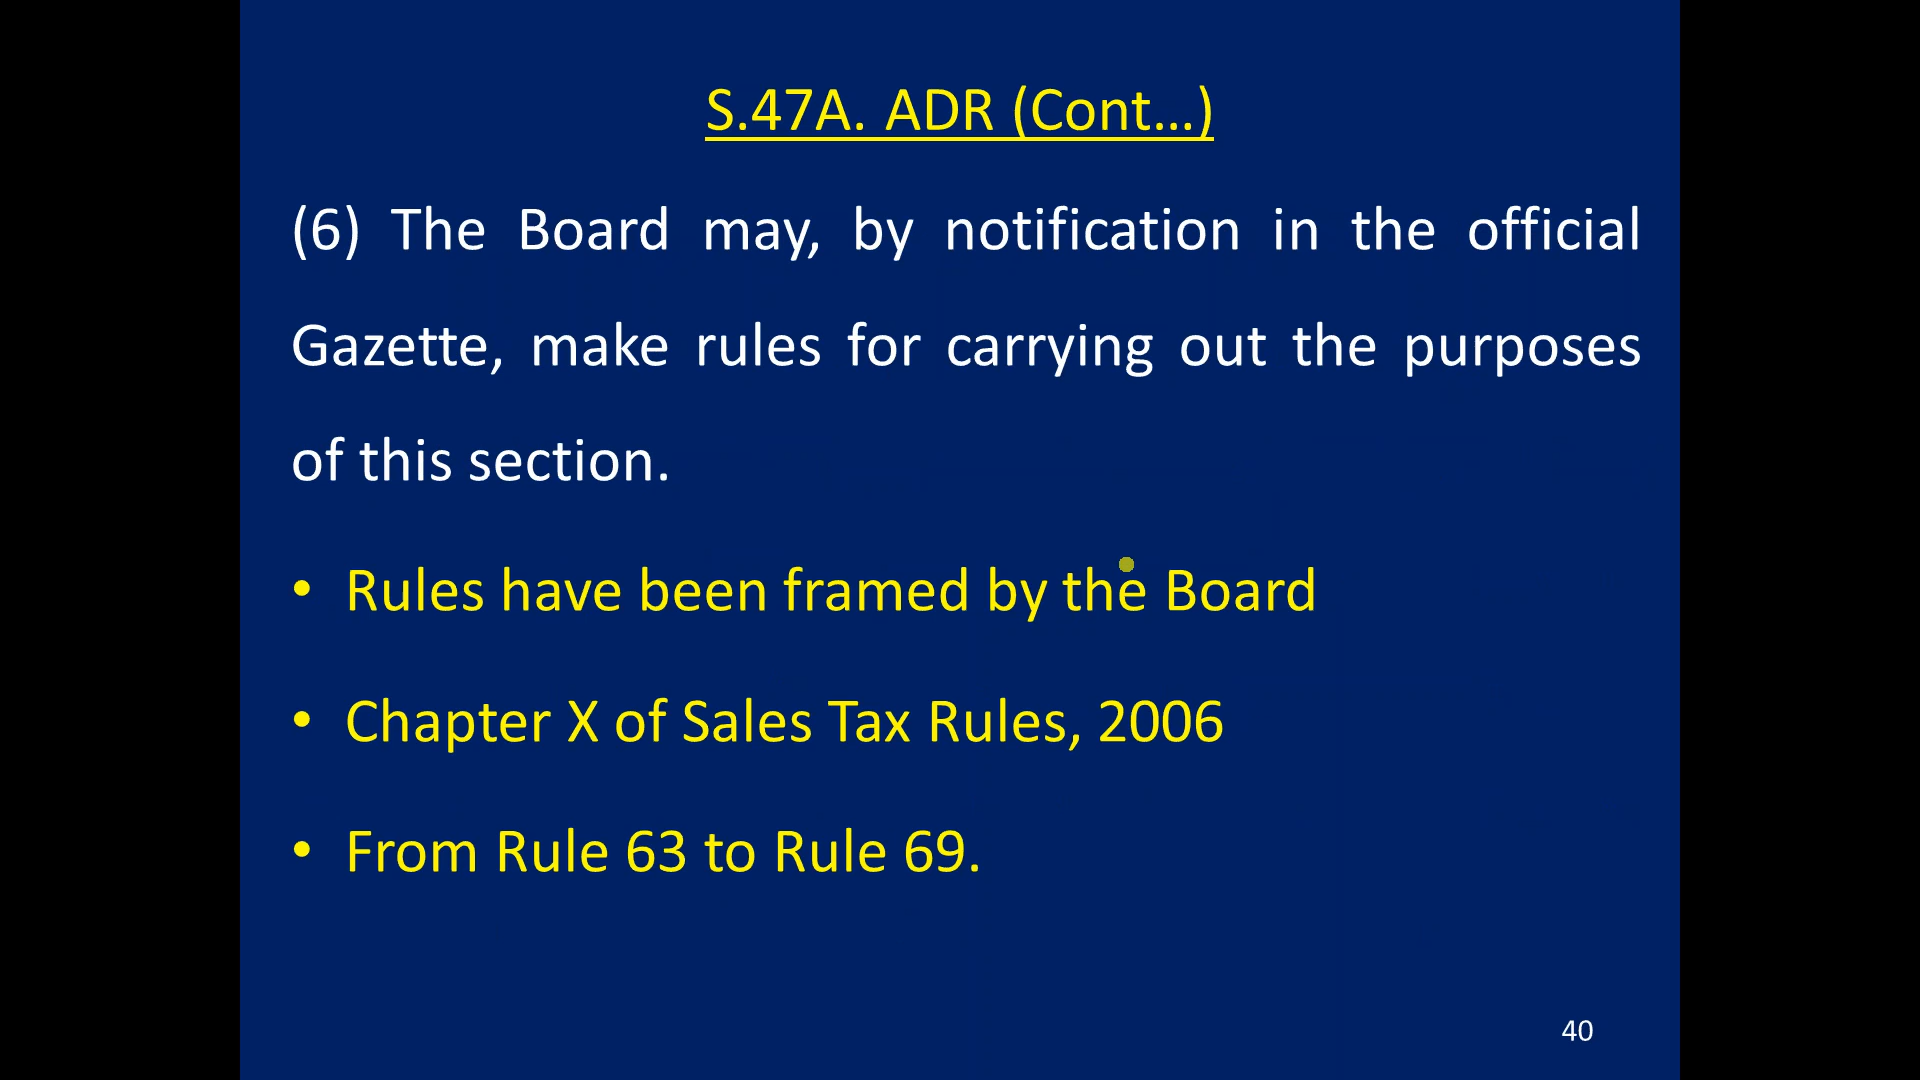 S.47A. ADR (Cont…)
(6) The Board may, by notification in the official
Gazette, make rules for carrying out the purposes
of this section.
• Rules have been framed by the Board
• Chapter X of Sales Tax Rules, 2006
• From Rule 63 to Rule 69.
40